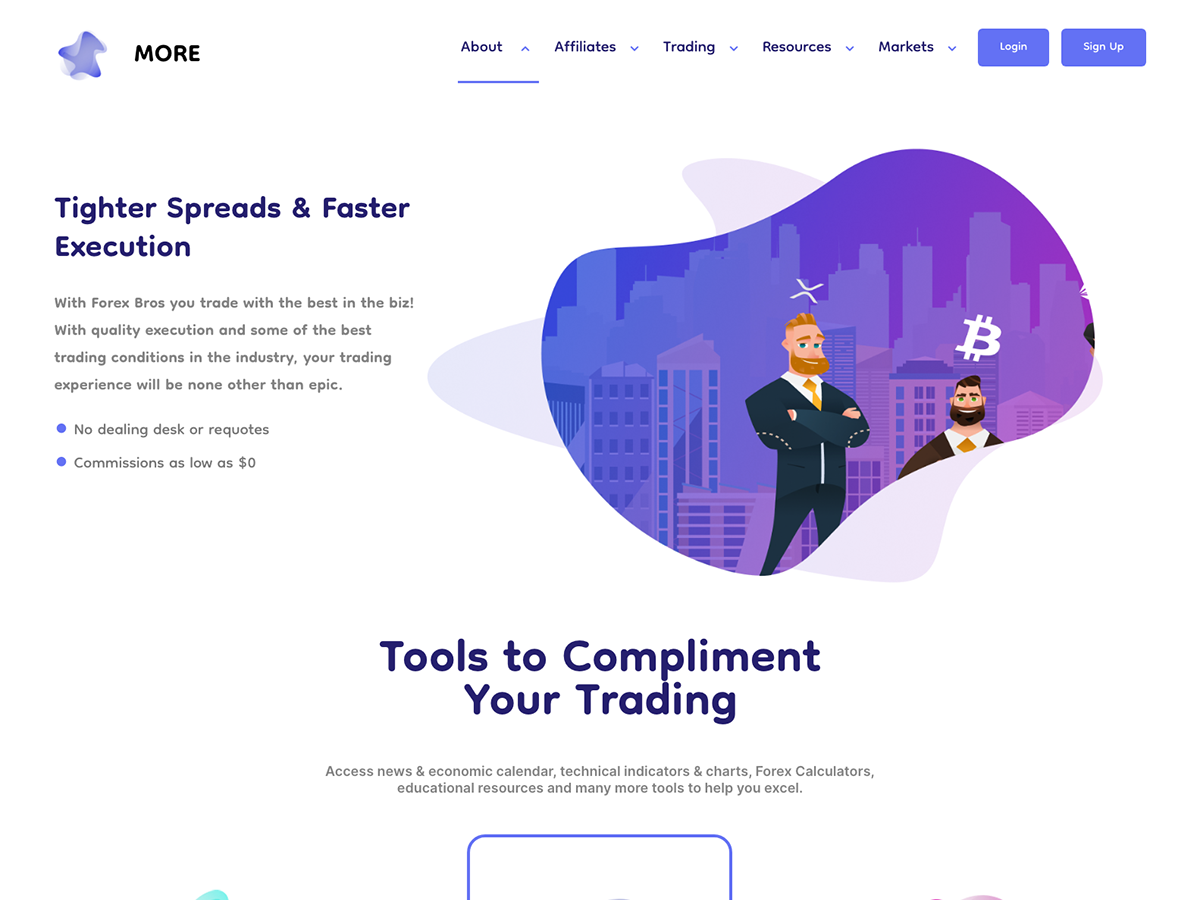 MORE
About
Affiliates
Trading
Resources
Markets
Login
Sign Up
Tighter Spreads & Faster
Execution
With Forex Bros you trade with the best in the biz!
With quality execution and some of the best
trading conditions in the industry, your trading
experience will be none other than epic.
No dealing desk or requotes
Commissions as low as $0
Tools to Compliment
Your Trading
Access news & economic calendar, technical indicators & charts, Forex Calculators,
educational resources and many more tools to help you excel.